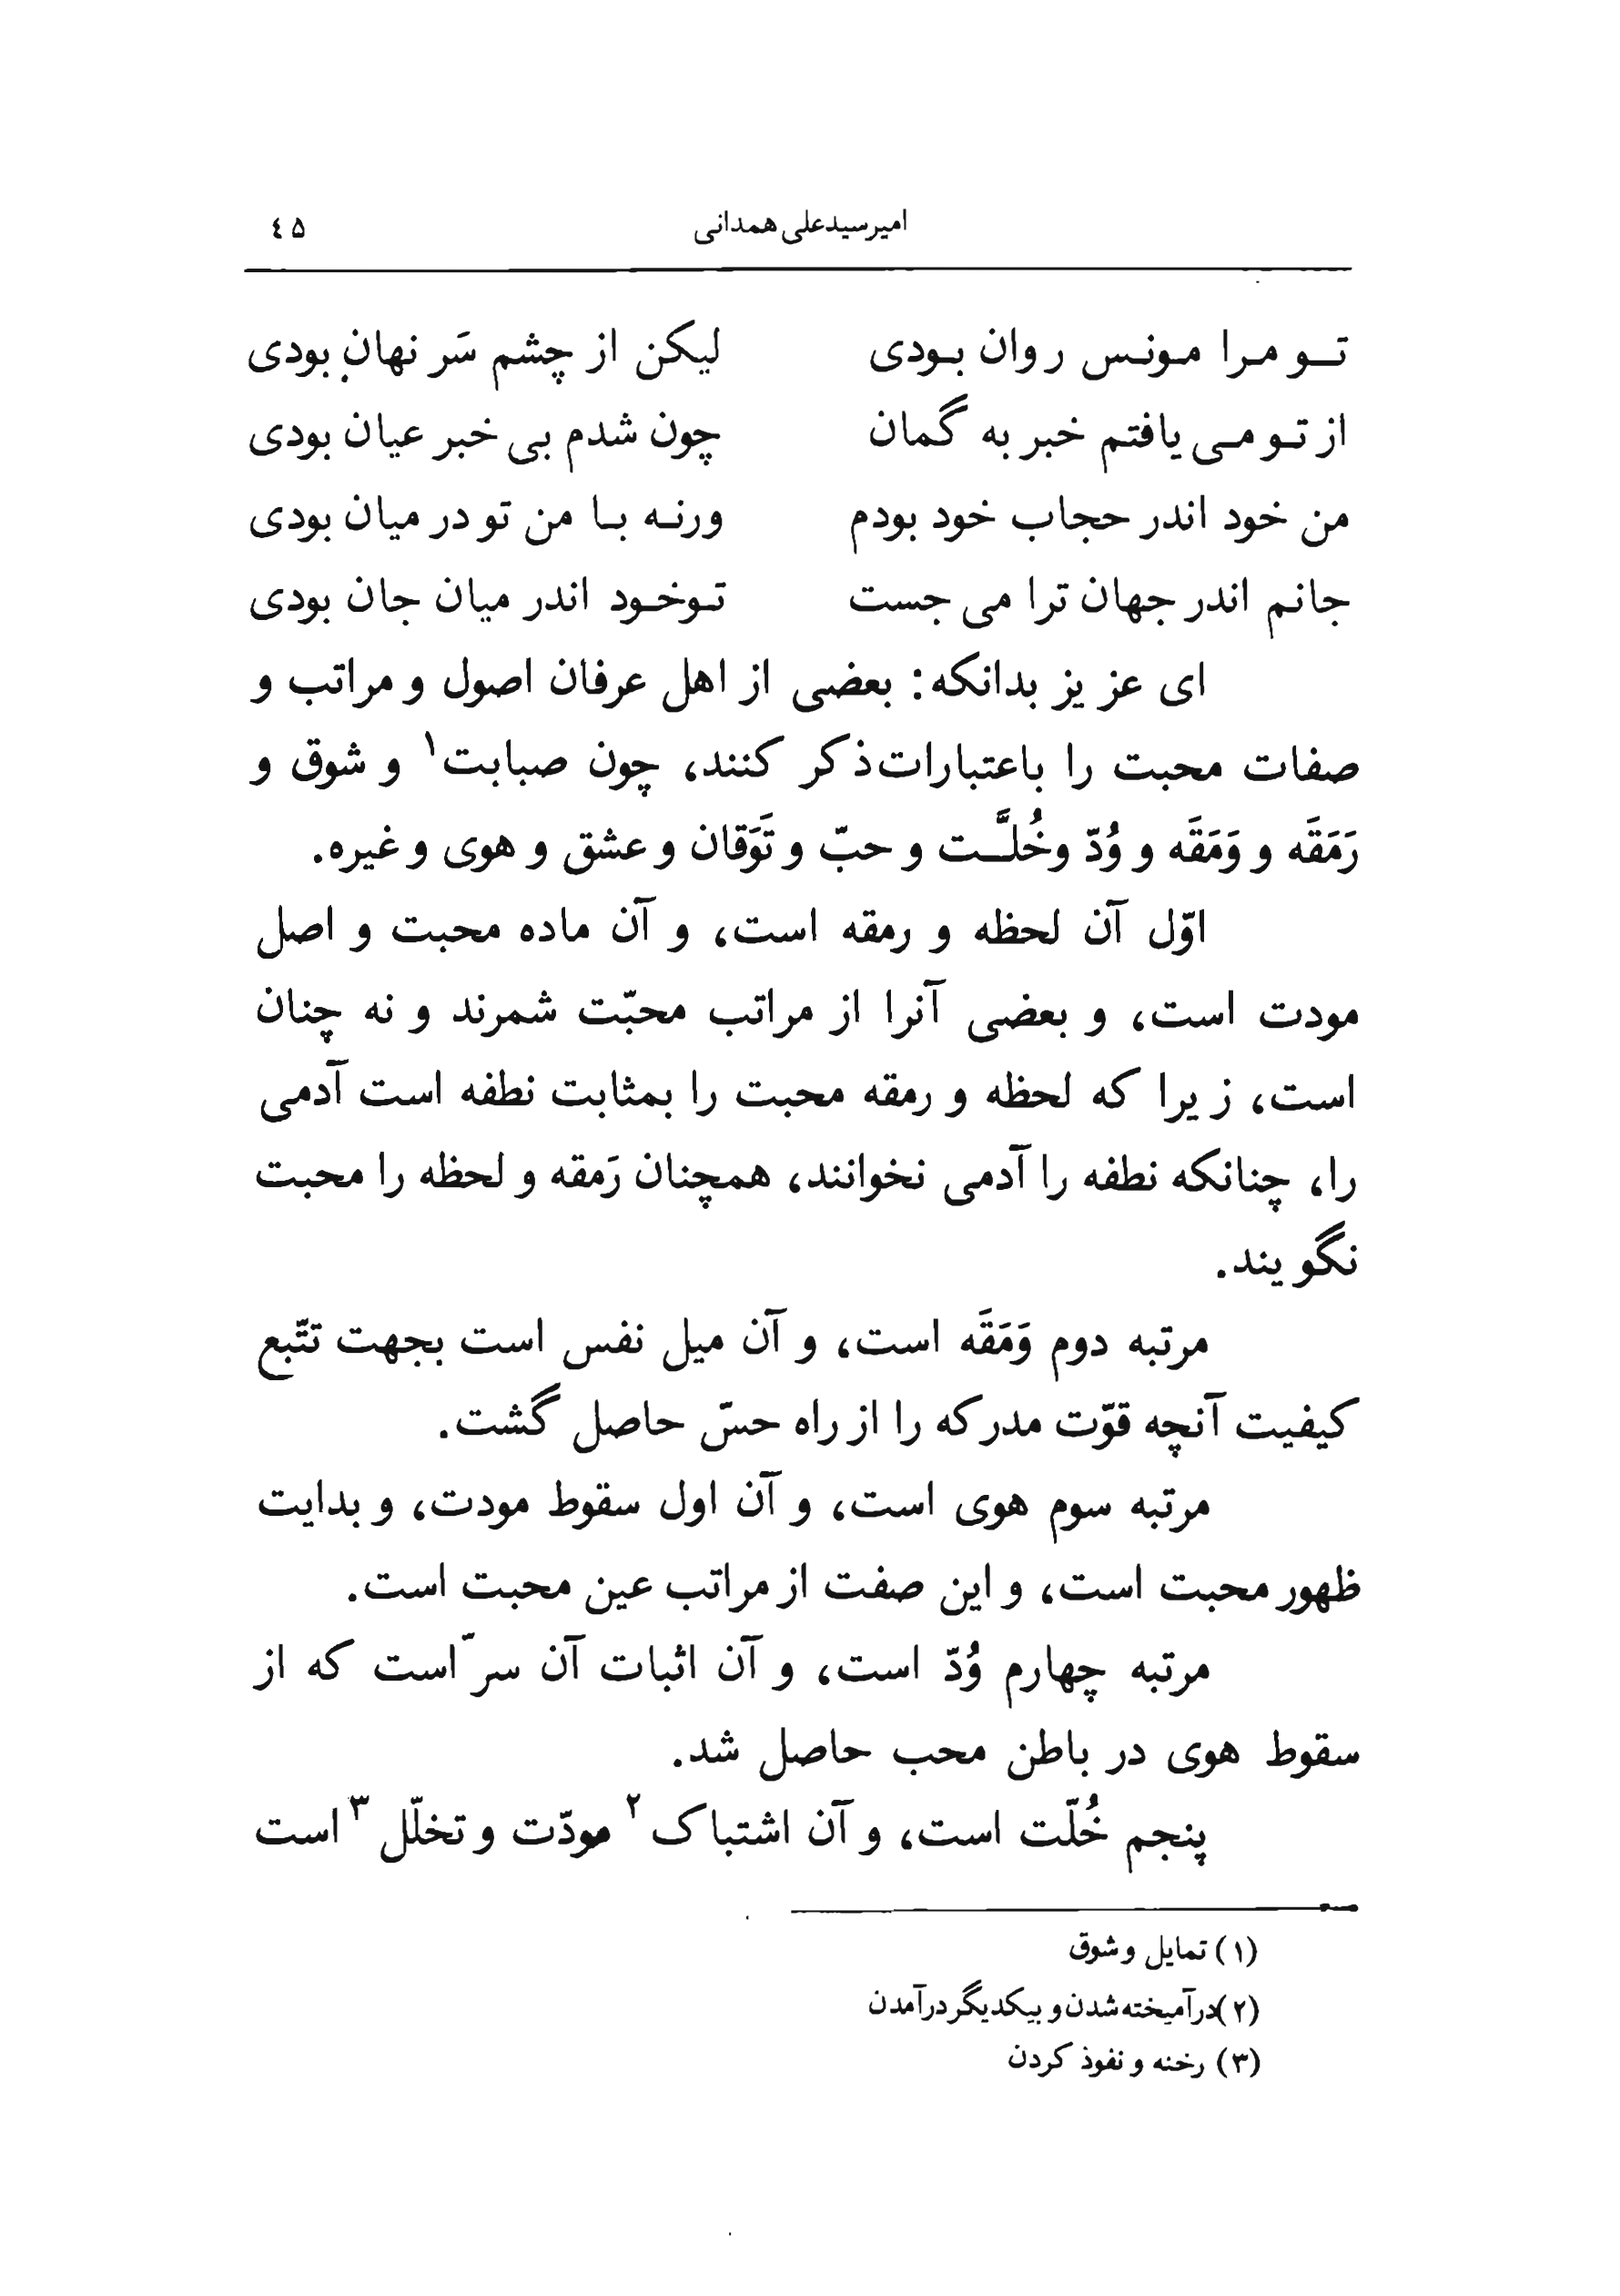 امیرسیدعلی همدانی ٤٥
تو مرا مونس روان بودی لیکن از چشم سَر نهان بودی
از تو می یافتم خبر به گمان چون شدم بی خبر عیان بودی
من خود اندر حجاب خود بودم ورنه با من تو در میان بودی
جانم اندر جهان ترا می جست توخود اندر میان جان بودی
ای عزیز بدانکه: بعضی از اهل عرفان اصول و مراتب و
صفات محبت را باعتبارات ذکر کنند، چون صبابت۱ و شوق و
رَمَقَه و وَمَقَه و وُدّ وخُلَّت و حبّ و تَوَقان و عشق و هوی و غیره.
اوّل آن لحظه و رمقه است، و آن ماده محبت و اصل
مودت است، و بعضی آنرا از مراتب محبّت شمرند و نه چنان
است، زیرا که لحظه و رمقه محبت را بمثابت نطفه است آدمی
را، چنانکه نطفه را آدمی نخوانند، همچنان رَمقه و لحظه را محبت
نگویند.
مرتبه دوم وَمَقَه است، و آن میل نفس است بجهت تتّبع
کیفیت آنچه قوّت مدرکه را از راه حسّ حاصل گشت.
مرتبه سوم هوی است، و آن اول سقوط مودت، و بدایت
ظهور محبت است، و این صفت از مراتب عین محبت است.
مرتبه چهارم وُدّ است، و آن اثبات آن سرّ است که از
سقوط هوی در باطن محب حاصل شد.
پنجم خُلّت است، و آن اشتباک۲ مودّت و تخلّل۳ است
(۱) تمایل و شوق
(۲) درآمیخته شدن و بیکدیگر درآمدن
(۳) رخنه و نفوذ کردن